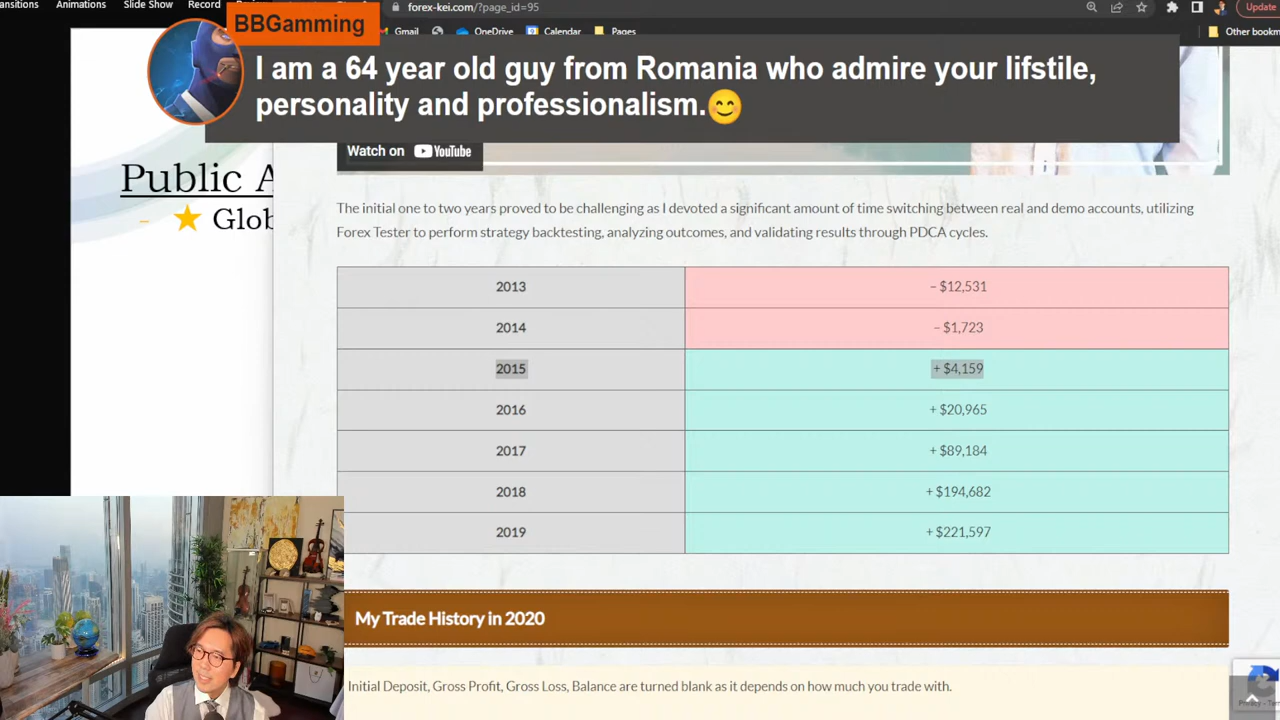 sitions
Animations
Slide Show
Record
forex-kei.com/?page_id=95
Update
BBGamming
Gmail
OneDrive
Calendar
Pages
Other bookm
I am a 64 year old guy from Romania who admire your lifstile,
personality and professionalism.😊
Watch on YouTube
Public A
– ★ Glob
The initial one to two years proved to be challenging as I devoted a significant amount of time switching between real and demo accounts, utilizing
Forex Tester to perform strategy backtesting, analyzing outcomes, and validating results through PDCA cycles.
2013 – $12,531
2014 – $1,723
2015 + $4,159
2016 + $20,965
2017 + $89,184
2018 + $194,682
2019 + $221,597
My Trade History in 2020
Initial Deposit, Gross Profit, Gross Loss, Balance are turned blank as it depends on how much you trade with.